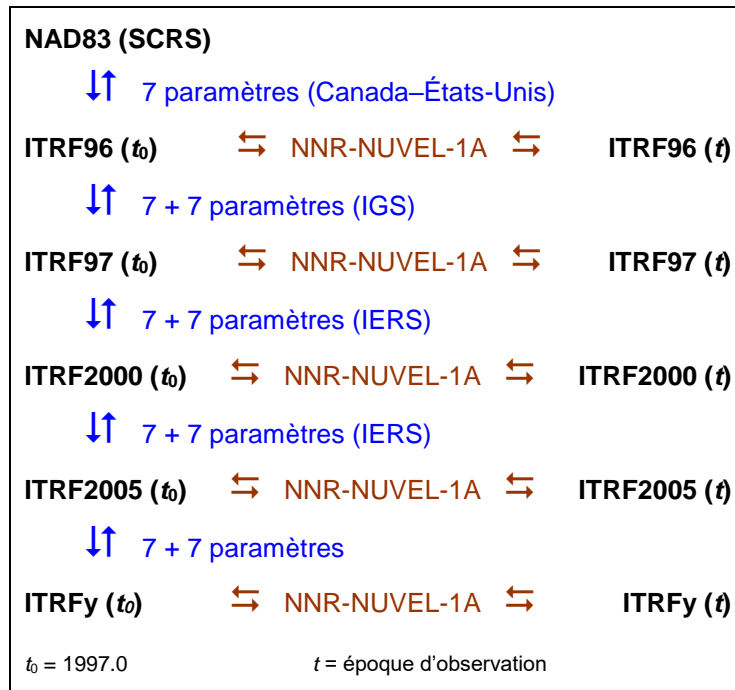 NAD83 (SCRS)
↓↑ 7 paramètres (Canada–États-Unis)
ITRF96 (t0) ⇆ NNR-NUVEL-1A ⇆ ITRF96 (t)
↓↑ 7 + 7 paramètres (IGS)
ITRF97 (t0) ⇆ NNR-NUVEL-1A ⇆ ITRF97 (t)
↓↑ 7 + 7 paramètres (IERS)
ITRF2000 (t0) ⇆ NNR-NUVEL-1A ⇆ ITRF2000 (t)
↓↑ 7 + 7 paramètres (IERS)
ITRF2005 (t0) ⇆ NNR-NUVEL-1A ⇆ ITRF2005 (t)
↓↑ 7 + 7 paramètres
ITRFy (t0) ⇆ NNR-NUVEL-1A ⇆ ITRFy (t)
t0 = 1997.0 t = époque d’observation